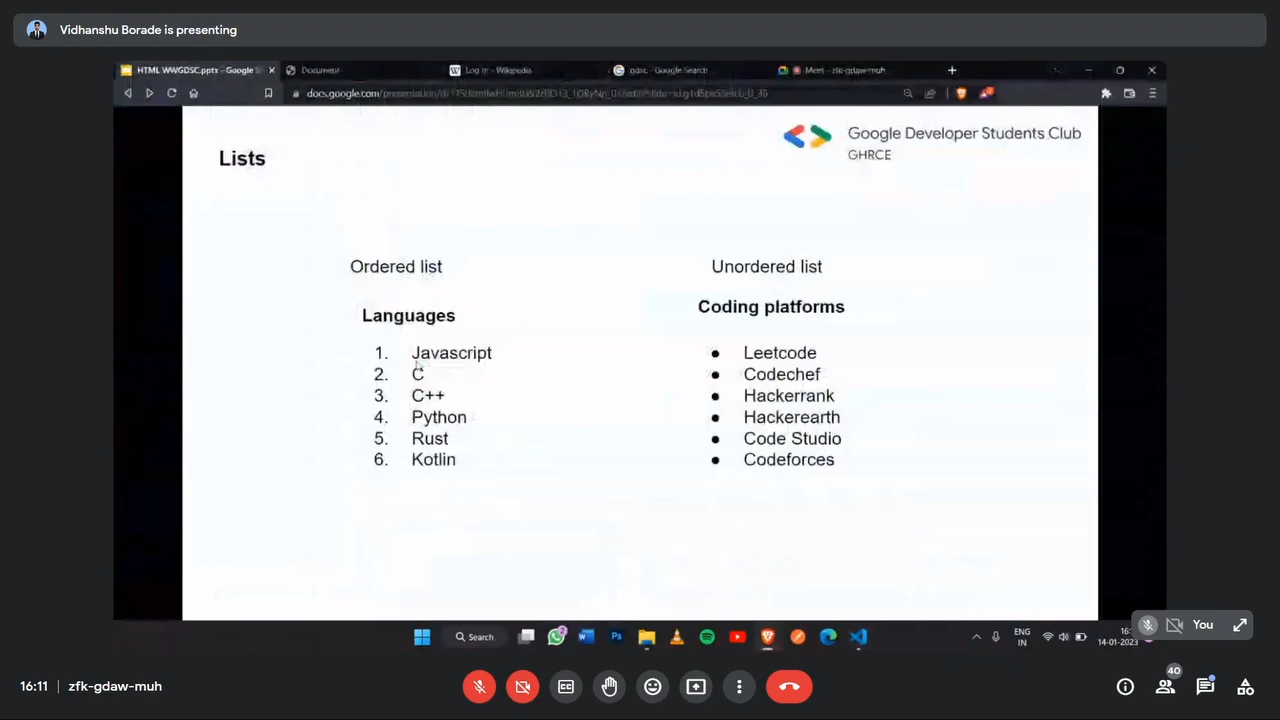 Vidhanshu Borade is presenting
HTML WWGDSC.pptx - Google S
Document
Log in - Wikipedia
gdsc - Google Search
Meet - zfk-gdaw-muh
Lists
Google Developer Students Club
GHRCE
Ordered list
Unordered list
Languages
Coding platforms
1. Javascript
2. C
3. C++
4. Python
5. Rust
6. Kotlin
● Leetcode
● Codechef
● Hackerrank
● Hackerearth
● Code Studio
● Codeforces
Search
ENG
IN
14-01-2023
You
16:11 | zfk-gdaw-muh
40